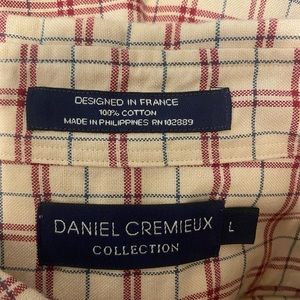 DESIGNED IN FRANCE
100% COTTON
MADE IN PHILIPPINES RN 102889
DANIEL CREMIEUX
COLLECTION
L